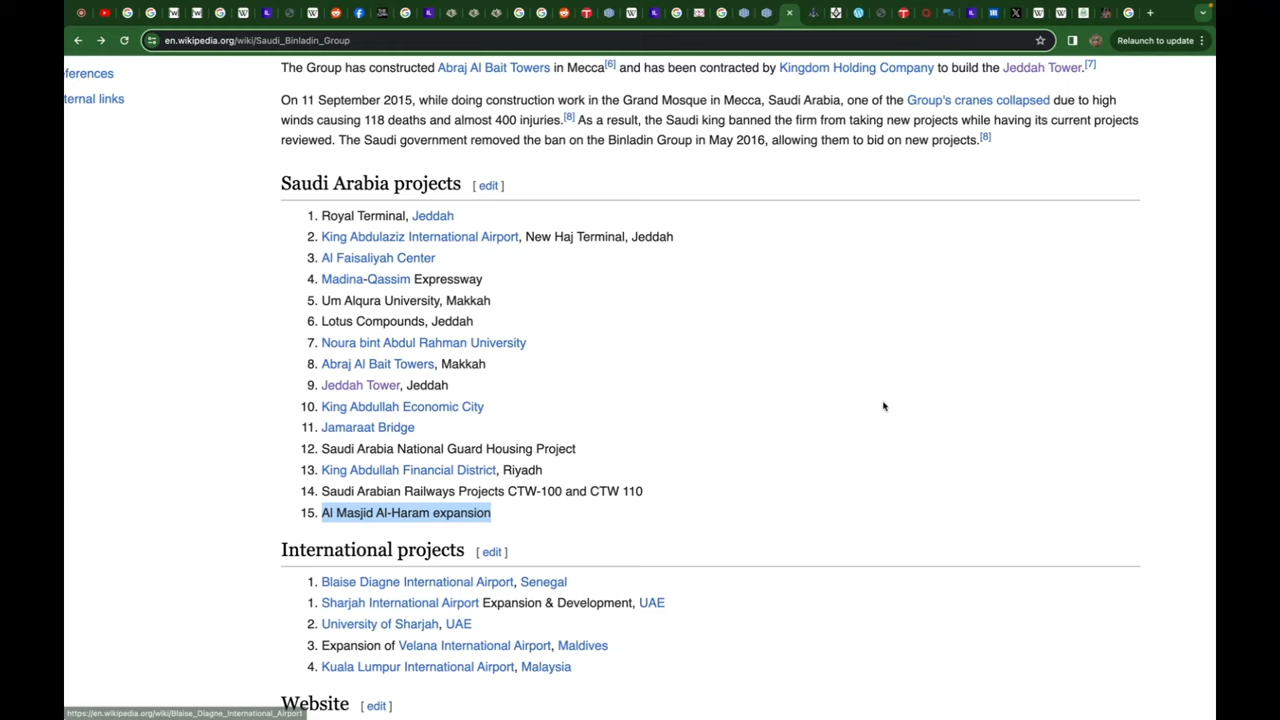 en.wikipedia.org/wiki/Saudi_Binladin_Group
Relaunch to update
ferences
ternal links
The Group has constructed Abraj Al Bait Towers in Mecca[6] and has been contracted by Kingdom Holding Company to build the Jeddah Tower.[7]
On 11 September 2015, while doing construction work in the Grand Mosque in Mecca, Saudi Arabia, one of the Group's cranes collapsed due to high
winds causing 118 deaths and almost 400 injuries.[8] As a result, the Saudi king banned the firm from taking new projects while having its current projects
reviewed. The Saudi government removed the ban on the Binladin Group in May 2016, allowing them to bid on new projects.[8]
Saudi Arabia projects [ edit ]
1. Royal Terminal, Jeddah
2. King Abdulaziz International Airport, New Haj Terminal, Jeddah
3. Al Faisaliyah Center
4. Madina-Qassim Expressway
5. Um Alqura University, Makkah
6. Lotus Compounds, Jeddah
7. Noura bint Abdul Rahman University
8. Abraj Al Bait Towers, Makkah
9. Jeddah Tower, Jeddah
10. King Abdullah Economic City
11. Jamaraat Bridge
12. Saudi Arabia National Guard Housing Project
13. King Abdullah Financial District, Riyadh
14. Saudi Arabian Railways Projects CTW-100 and CTW 110
15. Al Masjid Al-Haram expansion
International projects [ edit ]
1. Blaise Diagne International Airport, Senegal
1. Sharjah International Airport Expansion & Development, UAE
2. University of Sharjah, UAE
3. Expansion of Velana International Airport, Maldives
4. Kuala Lumpur International Airport, Malaysia
Website [ edit ]
https://en.wikipedia.org/wiki/Blaise_Diagne_International_Airport